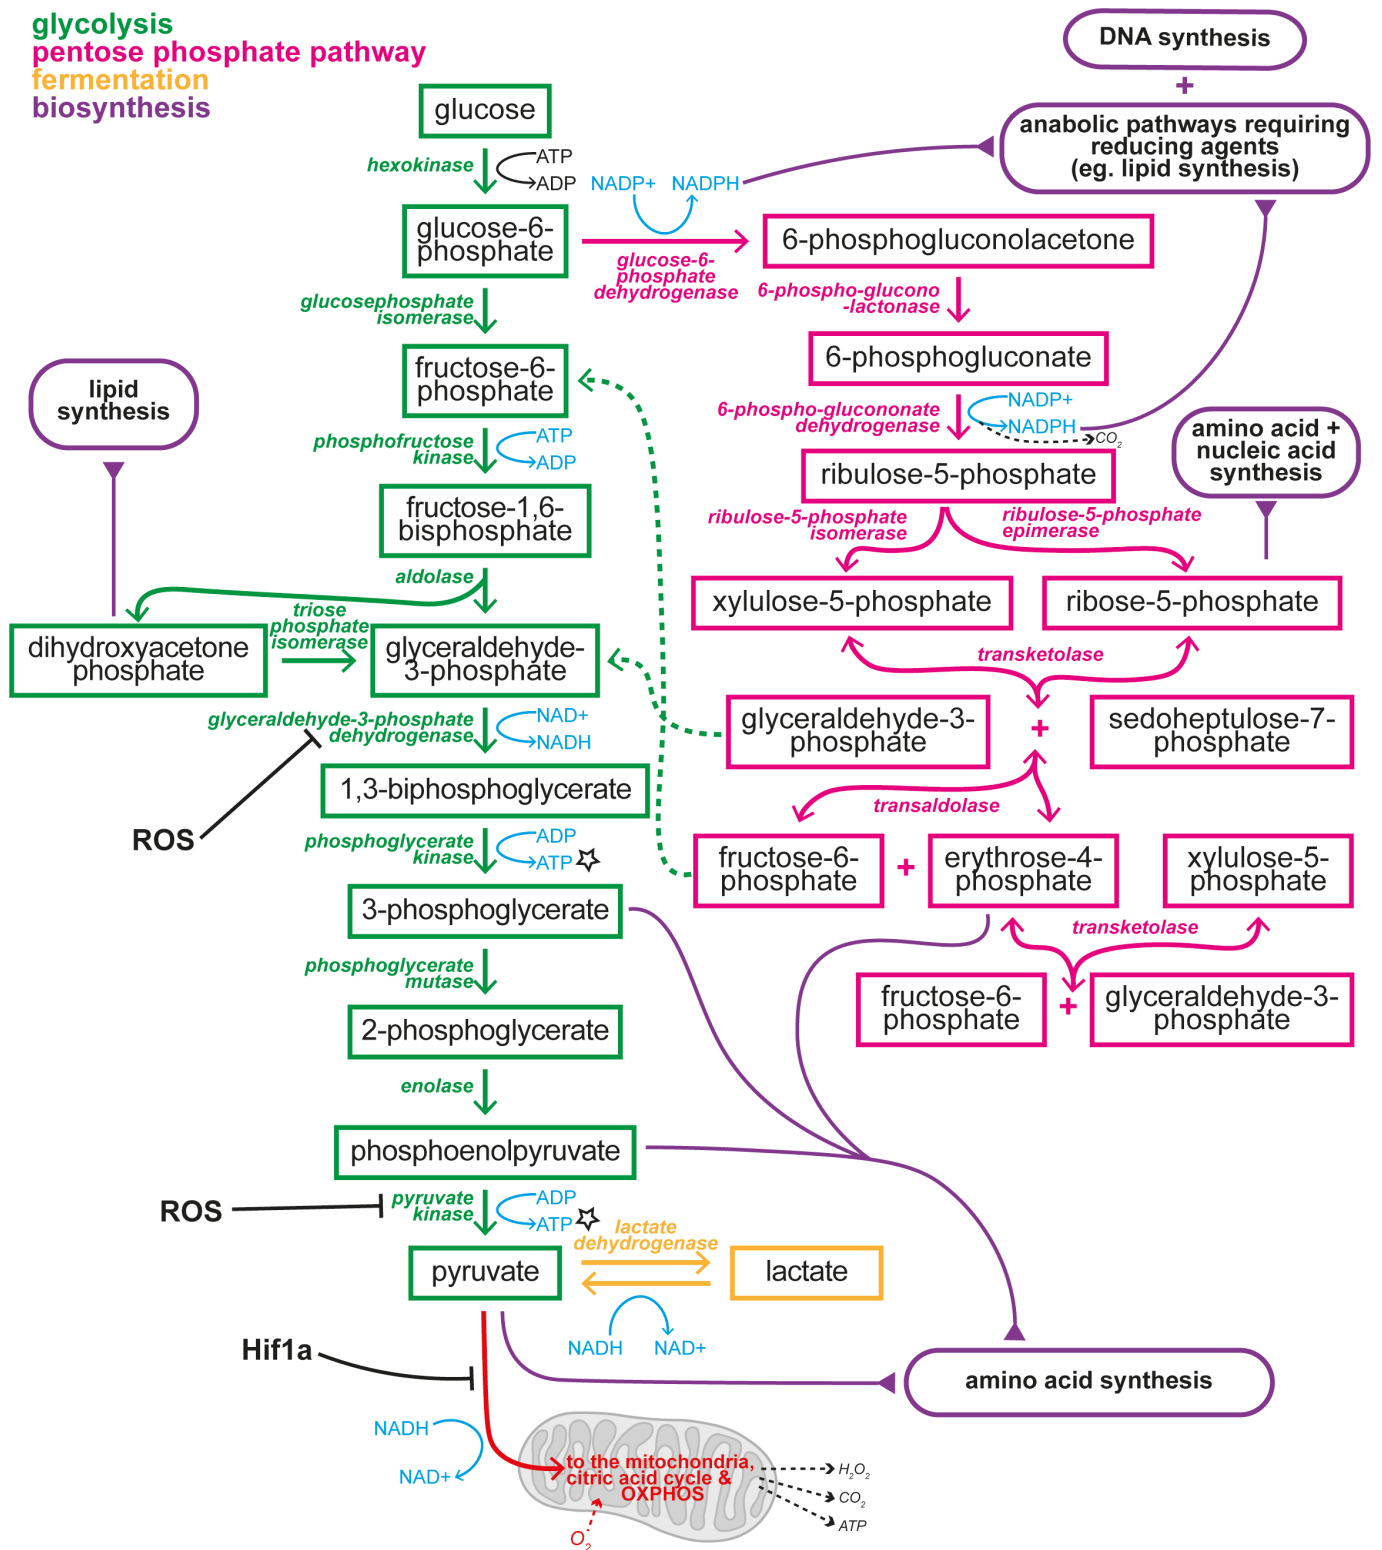 glycolysis
pentose phosphate pathway
fermentation
biosynthesis
DNA synthesis
+
anabolic pathways requiring
reducing agents
(eg. lipid synthesis)
glucose
hexokinase
ATP
ADP
NADP+
NADPH
glucose-6-
phosphate
glucose-6-
phosphate
dehydrogenase
6-phosphogluconolacetone
glucosephosphate
isomerase
6-phospho-glucono
-lactonase
fructose-6-
phosphate
6-phosphogluconate
lipid
synthesis
phosphofructose
kinase
ATP
ADP
6-phospho-glucononate
dehydrogenase
NADP+
NADPH
CO2
amino acid +
nucleic acid
synthesis
fructose-1,6-
bisphosphate
ribulose-5-phosphate
ribulose-5-phosphate
isomerase
ribulose-5-phosphate
epimerase
aldolase
xylulose-5-phosphate
ribose-5-phosphate
dihydroxyacetone
phosphate
triose
phosphate
isomerase
glyceraldehyde-
3-phosphate
transketolase
glyceraldehyde-3-phosphate
dehydrogenase
NAD+
NADH
glyceraldehyde-3-
phosphate
+
sedoheptulose-7-
phosphate
1,3-biphosphoglycerate
transaldolase
ROS
phosphoglycerate
kinase
ADP
ATP
fructose-6-
phosphate
+
erythrose-4-
phosphate
xylulose-5-
phosphate
3-phosphoglycerate
transketolase
phosphoglycerate
mutase
fructose-6-
phosphate
+
glyceraldehyde-3-
phosphate
2-phosphoglycerate
enolase
phosphoenolpyruvate
ROS
pyruvate
kinase
ADP
ATP
lactate
dehydrogenase
pyruvate
lactate
NADH
NAD+
Hif1a
amino acid synthesis
NADH
NAD+
to the mitochondria,
citric acid cycle &
OXPHOS
O2
H2O2
CO2
ATP